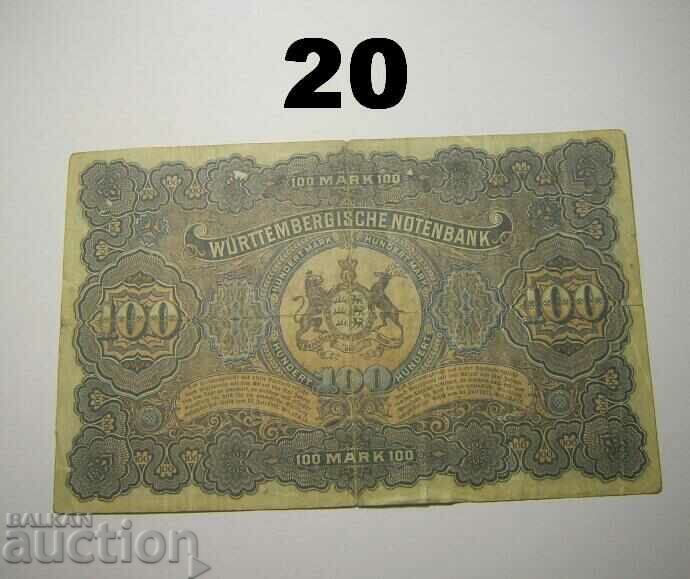 20
100 MARK 100
WÜRTTEMBERGISCHE NOTENBANK
HUNDERT MARK HUNDERT MARK
100 100
HUNDERT 100 HUNDERT
100 MARK 100
BALKAN
auction